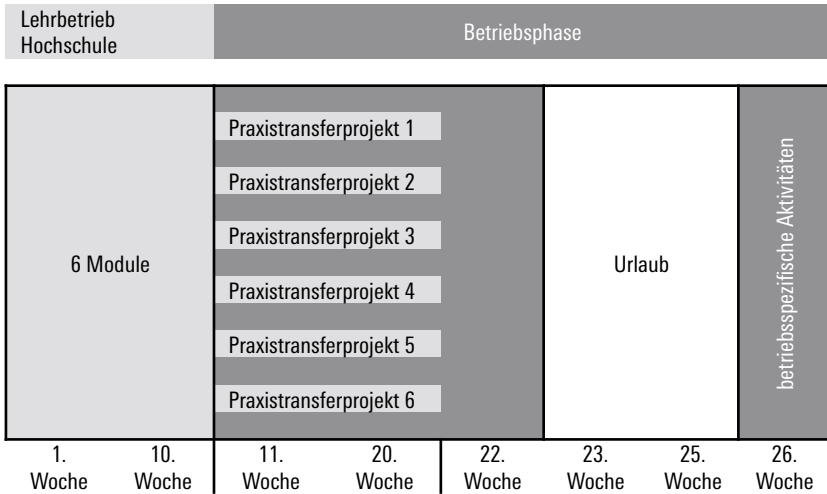 Lehrbetrieb
Hochschule
Betriebsphase
Praxistransferprojekt 1
Praxistransferprojekt 2
Praxistransferprojekt 3
6 Module
Urlaub
Praxistransferprojekt 4
Praxistransferprojekt 5
Praxistransferprojekt 6
betriebsspezifische Aktivitäten
1. 10. 11. 20. 22. 23. 25. 26.
Woche Woche Woche Woche Woche Woche Woche Woche